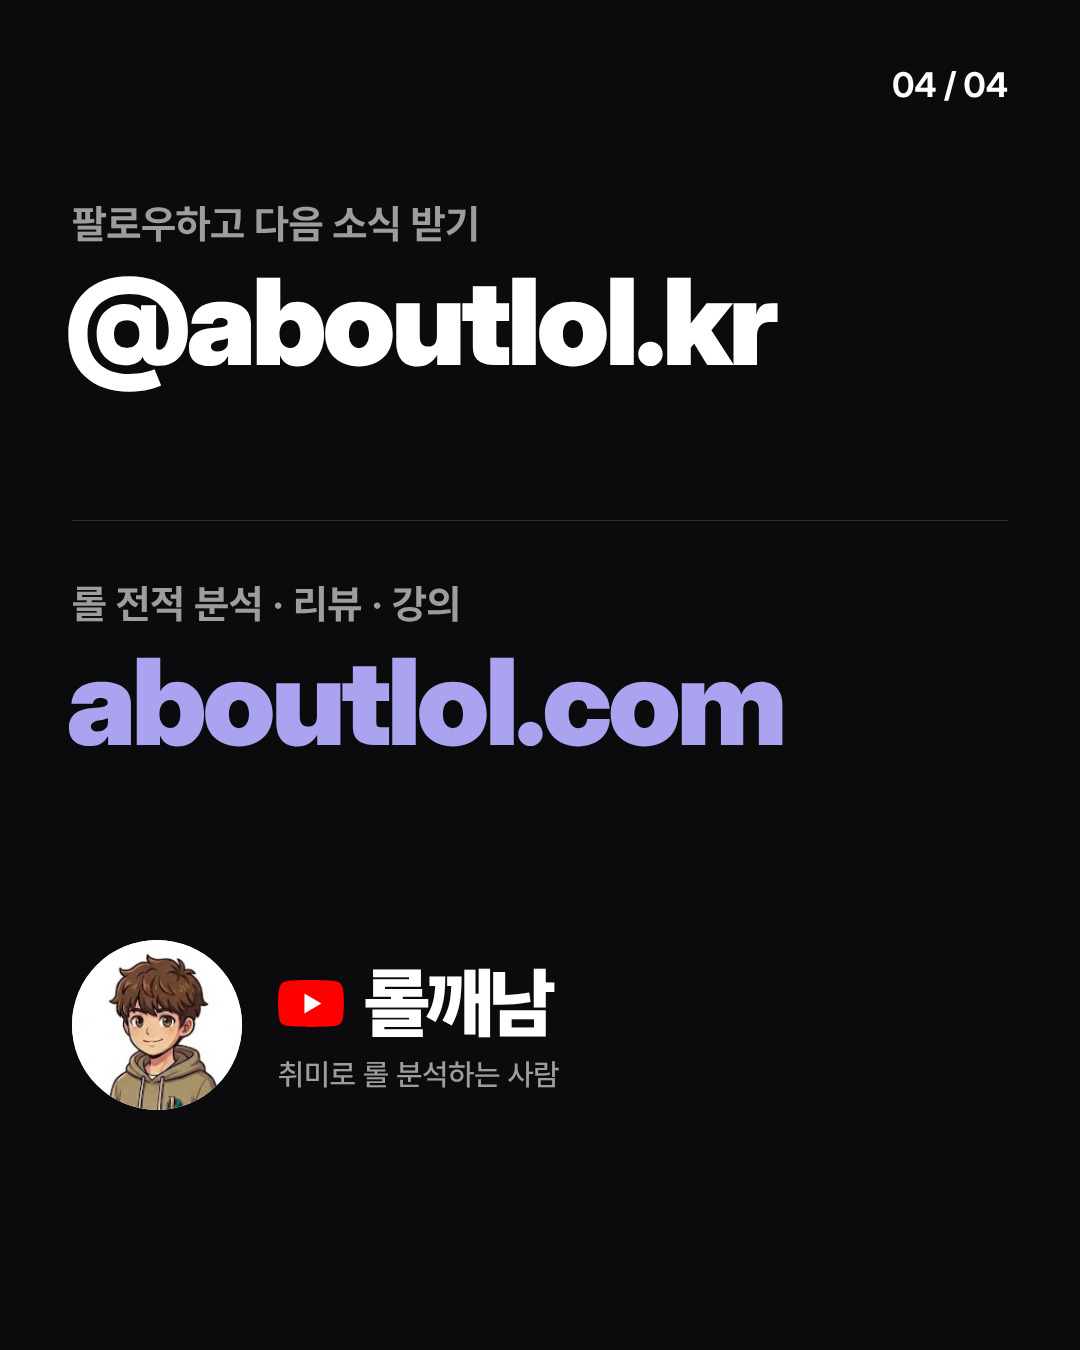 04 / 04
팔로우하고 다음 소식 받기
@aboutlol.kr
롤 전적 분석 · 리뷰 · 강의
aboutlol.com
롤깨남
취미로 롤 분석하는 사람